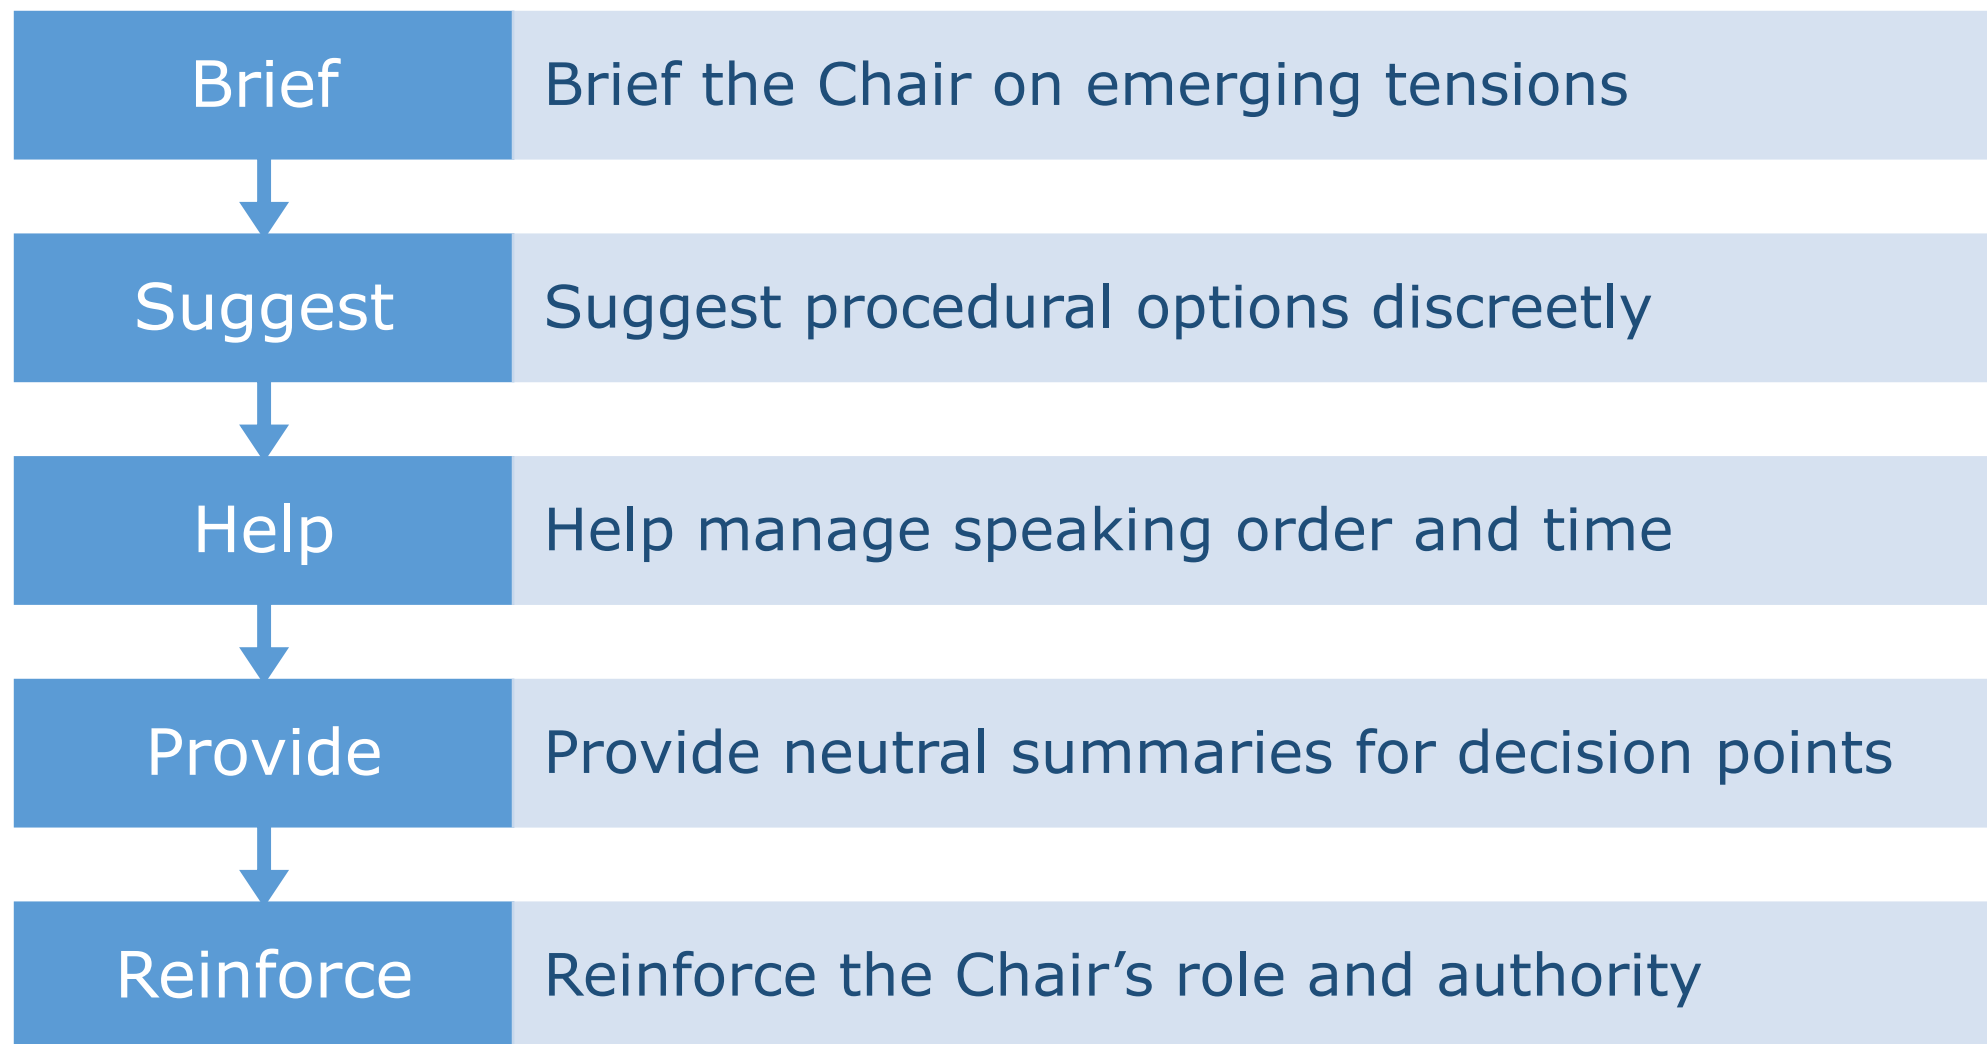 Brief
Brief the Chair on emerging tensions
Suggest
Suggest procedural options discreetly
Help
Help manage speaking order and time
Provide
Provide neutral summaries for decision points
Reinforce
Reinforce the Chair’s role and authority